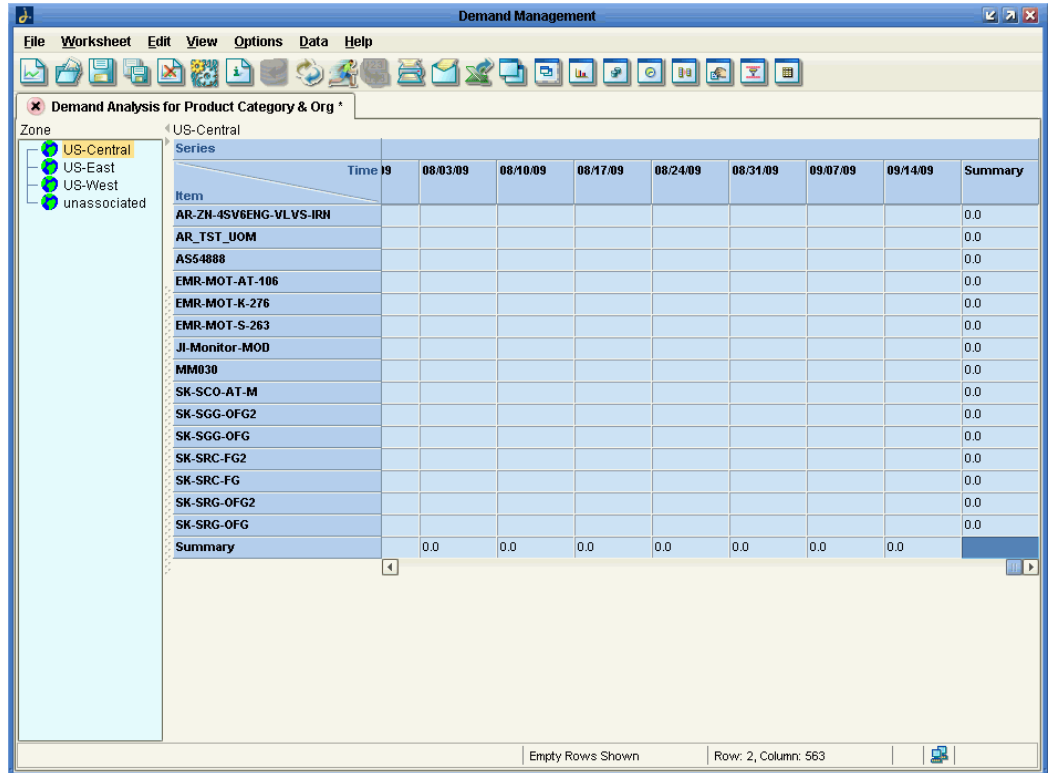 Demand Management
File Worksheet Edit View Options Data Help
Demand Analysis for Product Category & Org *
Zone
US-Central
US-East
US-West
unassociated
US-Central
Series
Time 09 08/03/09 08/10/09 08/17/09 08/24/09 08/31/09 09/07/09 09/14/09 Summary
Item
AR-ZN-4SV6ENG-VLVS-IRN 0.0
AR_TST_UOM 0.0
AS54888 0.0
EMR-MOT-AT-106 0.0
EMR-MOT-K-276 0.0
EMR-MOT-S-263 0.0
JI-Monitor-MOD 0.0
MM030 0.0
SK-SCO-AT-M 0.0
SK-SGG-OFG2 0.0
SK-SGG-OFG 0.0
SK-SRC-FG2 0.0
SK-SRC-FG 0.0
SK-SRG-OFG2 0.0
SK-SRG-OFG 0.0
Summary 0.0 0.0 0.0 0.0 0.0 0.0 0.0
Empty Rows Shown Row: 2, Column: 563